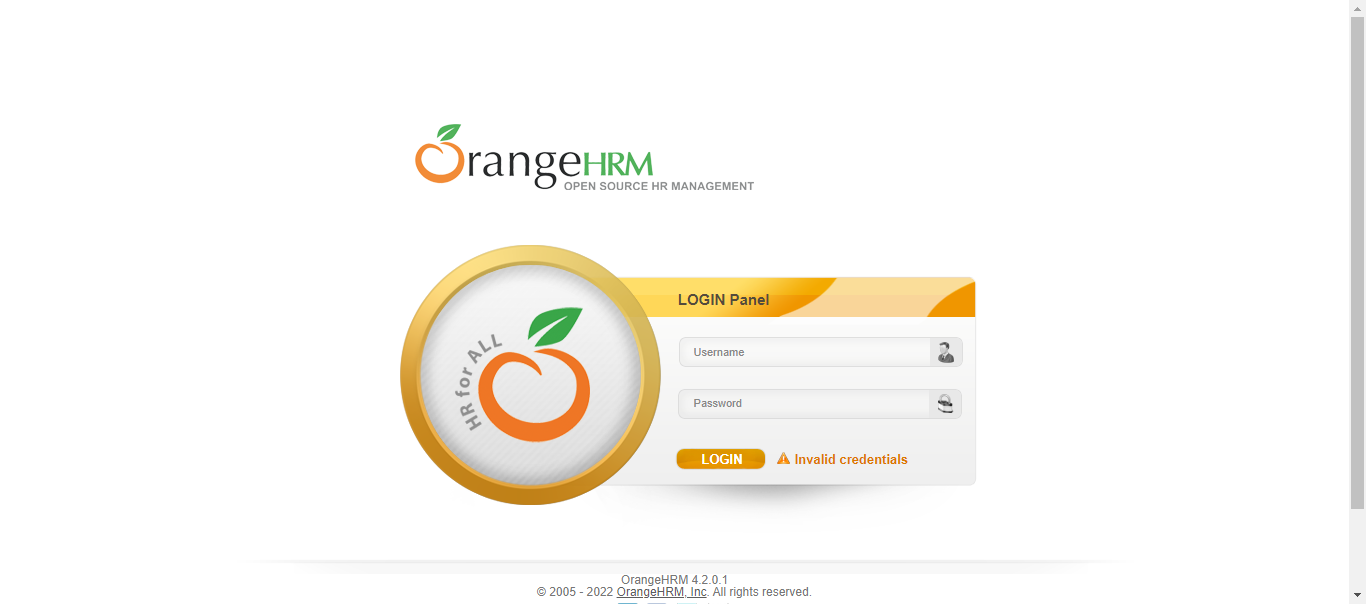 OrangeHRM
OPEN SOURCE HR MANAGEMENT
HR for ALL
LOGIN Panel
Username
Password
LOGIN
Invalid credentials
OrangeHRM 4.2.0.1
© 2005 - 2022 OrangeHRM, Inc. All rights reserved.